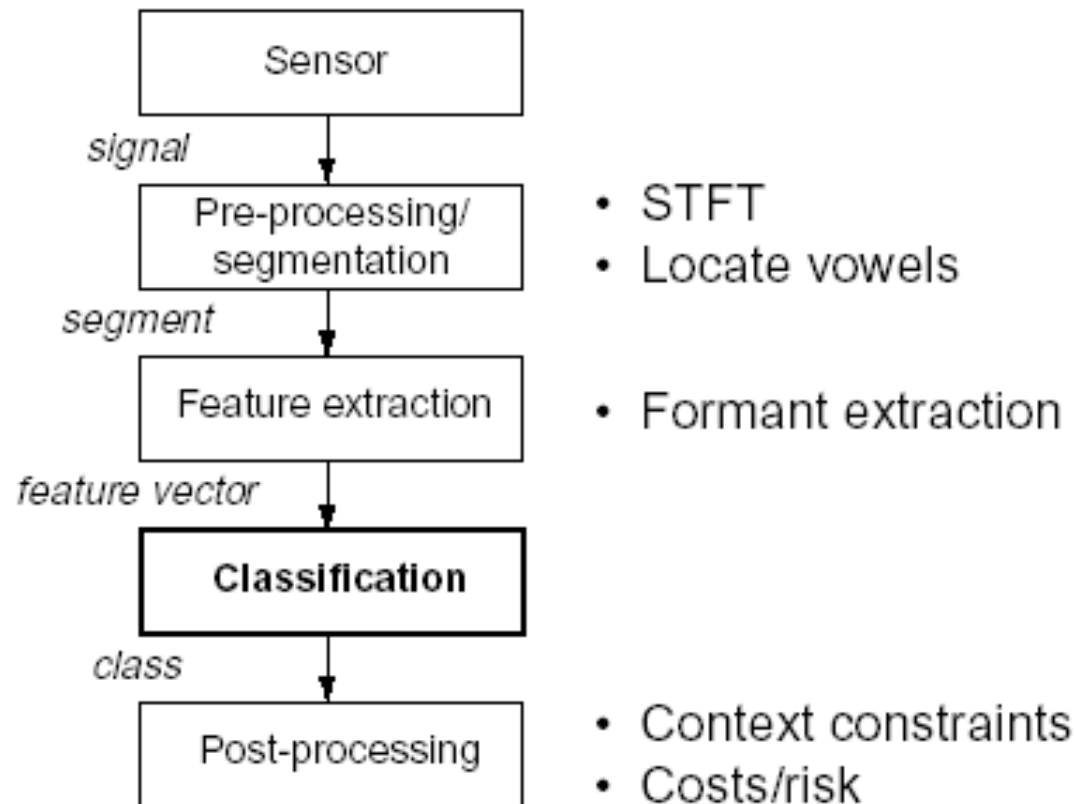 Sensor
signal
Pre-processing/
segmentation
• STFT
• Locate vowels
segment
Feature extraction
• Formant extraction
feature vector
Classification
class
Post-processing
• Context constraints
• Costs/risk